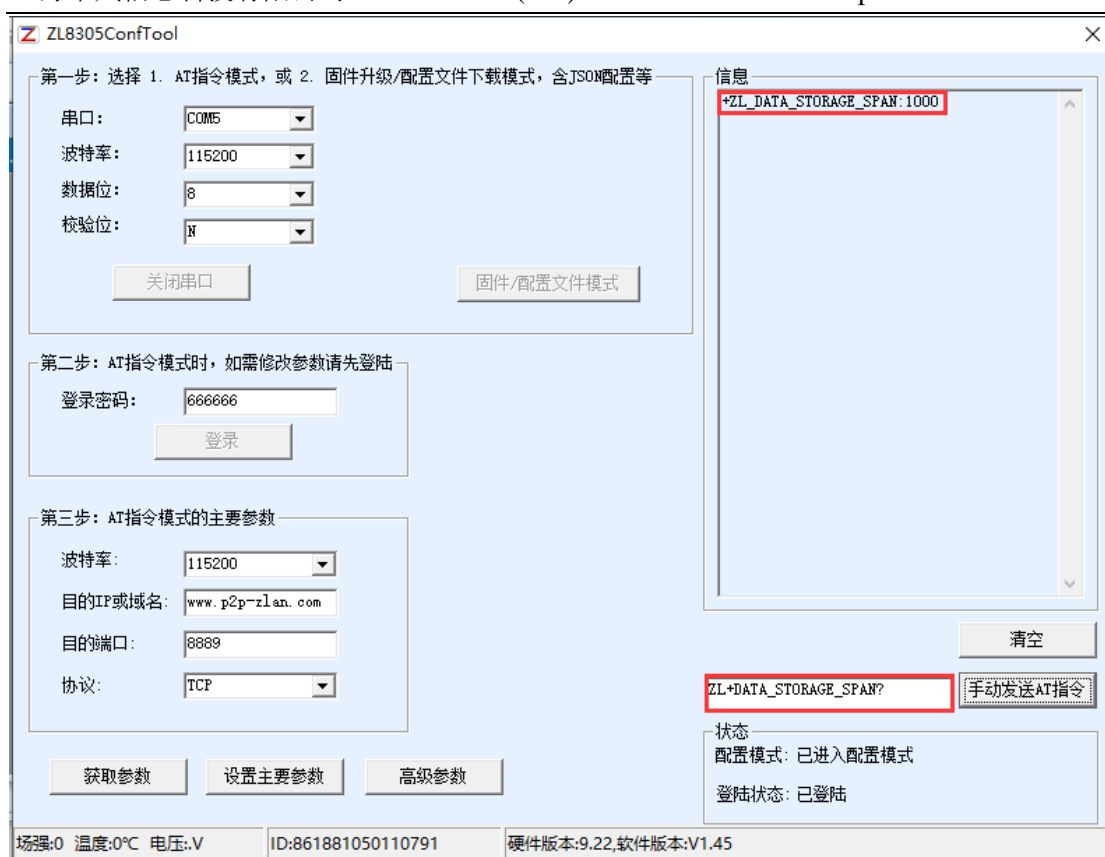 ZL8305ConfTool
第一步：选择 1. AT指令模式，或 2. 固件升级/配置文件下载模式，含JSON配置等
串口：
COM5
波特率：
115200
数据位：
8
校验位：
N
关闭串口
固件/配置文件模式
第二步：AT指令模式时，如需修改参数请先登陆
登录密码：
666666
登录
第三步：AT指令模式的主要参数
波特率:
115200
目的IP或域名:
www.p2p-zlan.com
目的端口:
8889
协议:
TCP
获取参数
设置主要参数
高级参数
信息
+ZL_DATA_STORAGE_SPAN:1000
清空
ZL+DATA_STORAGE_SPAN?
手动发送AT指令
状态
配置模式: 已进入配置模式
登陆状态: 已登陆
场强:0 温度:0℃ 电压:.V
ID:861881050110791
硬件版本:9.22,软件版本:V1.45